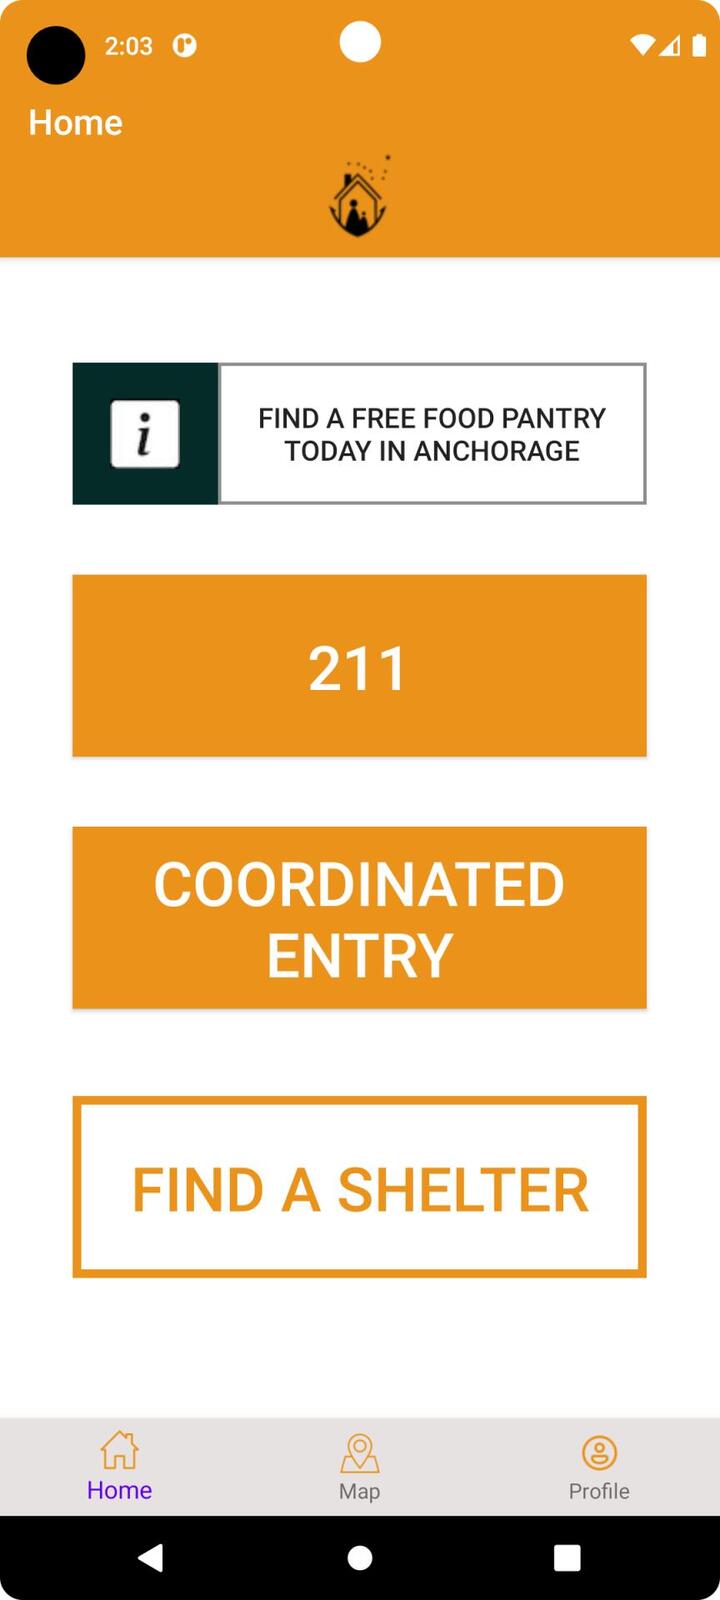 2:03
Home
i
FIND A FREE FOOD PANTRY
TODAY IN ANCHORAGE
211
COORDINATED
ENTRY
FIND A SHELTER
Home
Map
Profile